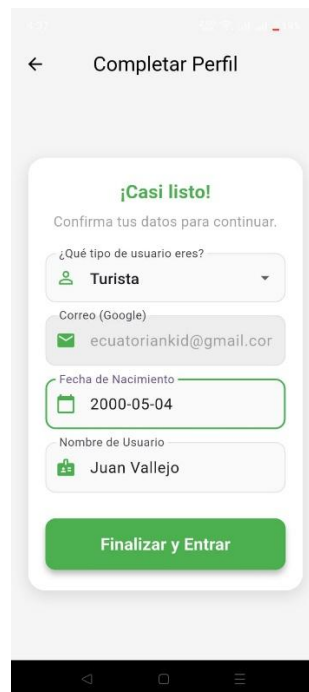 Completar Perfil
¡Casi listo!
Confirma tus datos para continuar.
¿Qué tipo de usuario eres?
Turista
Correo (Google)
ecuatoriankid@gmail.cor
Fecha de Nacimiento
2000-05-04
Nombre de Usuario
Juan Vallejo
Finalizar y Entrar